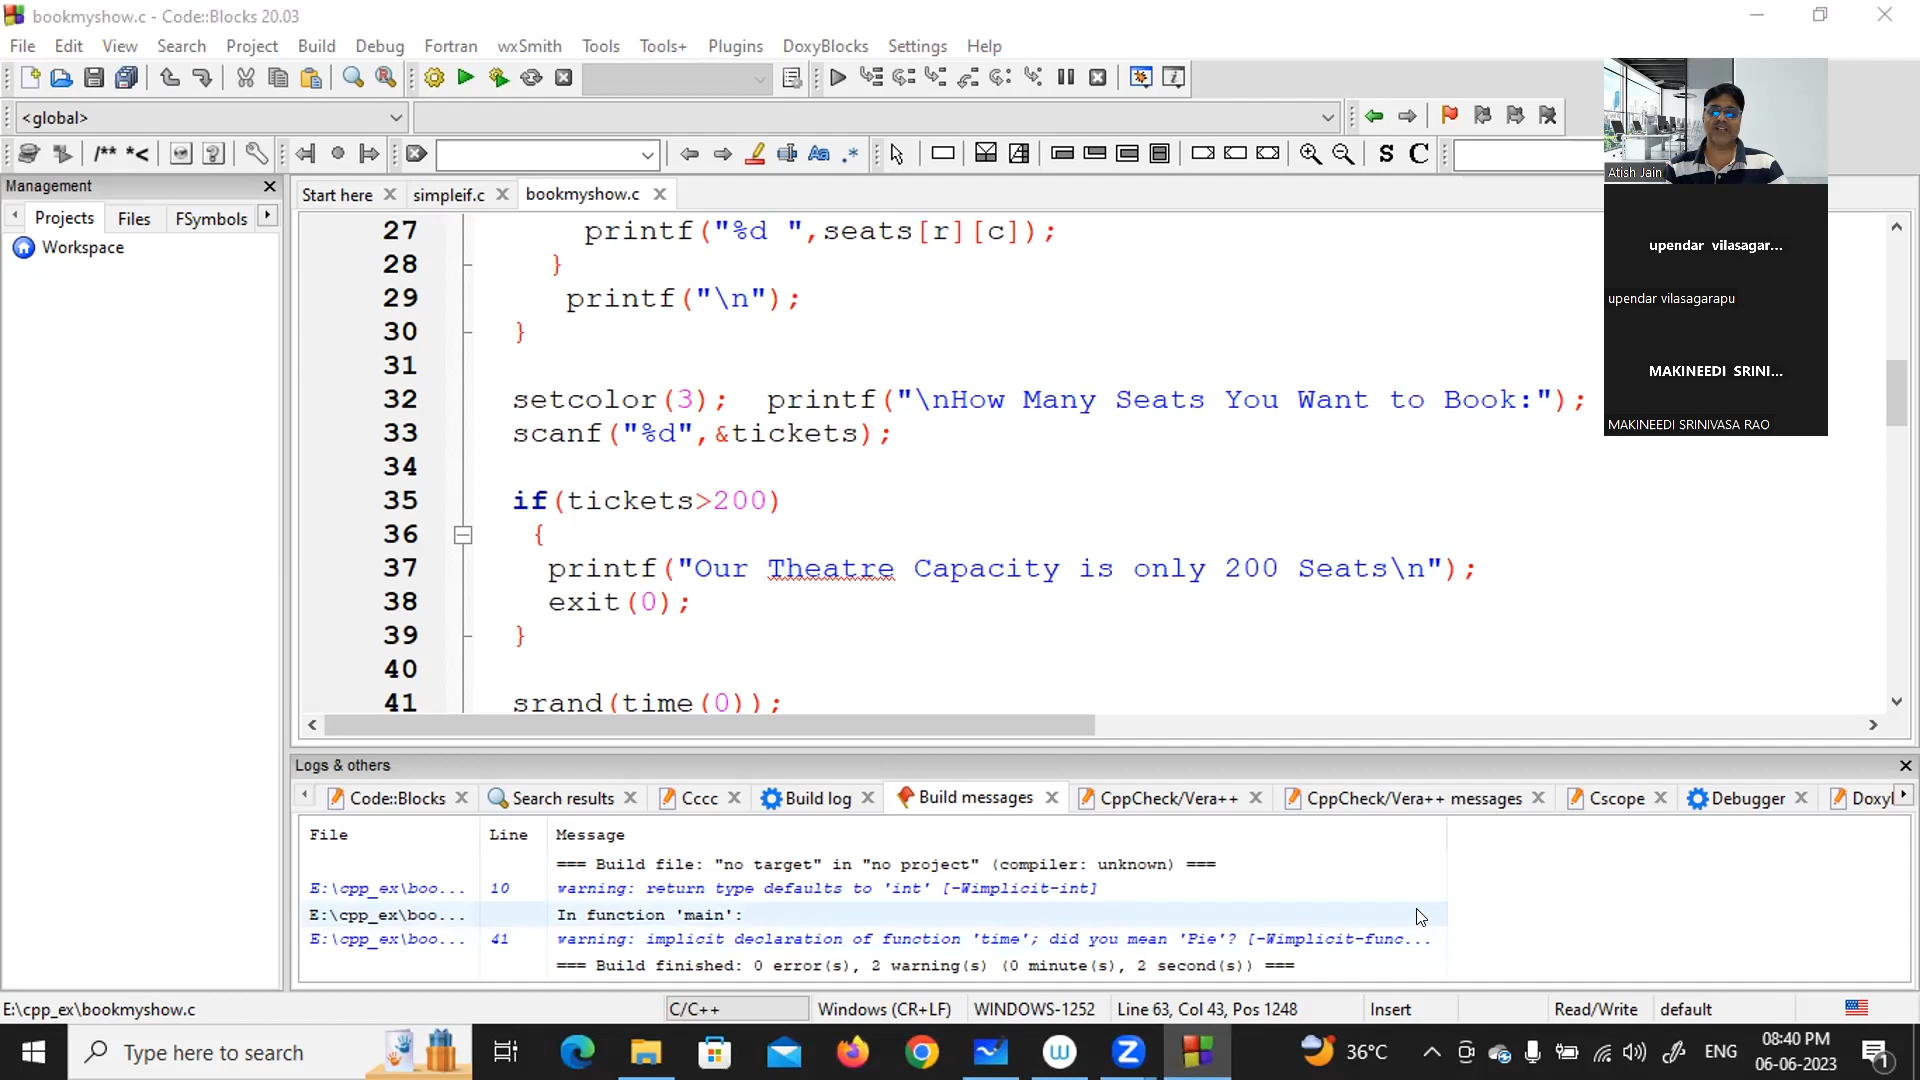 bookmyshow.c - Code::Blocks 20.03
File Edit View Search Project Build Debug Fortran wxSmith Tools Tools+ Plugins DoxyBlocks Settings Help
<global>
/** *< Aa .* S C
Management
Projects Files FSymbols
Workspace
Start here simpleif.c bookmyshow.c
27 printf("%d ",seats[r][c]);
28 }
29 printf("\n");
30 }
31
32 setcolor(3); printf("\nHow Many Seats You Want to Book:");
33 scanf("%d",&tickets);
34
35 if(tickets>200)
36 {
37 printf("Our Theatre Capacity is only 200 Seats\n");
38 exit(0);
39 }
40
41 srand(time(0));
Atish Jain
upendar vilasagar...
upendar vilasagarapu
MAKINEEDI SRINI...
MAKINEEDI SRINIVASA RAO
Logs & others
Code::Blocks Search results Cccc Build log Build messages CppCheck/Vera++ CppCheck/Vera++ messages Cscope Debugger Doxyl
File Line Message
=== Build file: "no target" in "no project" (compiler: unknown) ===
E:\cpp_ex\boo... 10 warning: return type defaults to 'int' [-Wimplicit-int]
E:\cpp_ex\boo... In function 'main':
E:\cpp_ex\boo... 41 warning: implicit declaration of function 'time'; did you mean 'Pie'? [-Wimplicit-func...
=== Build finished: 0 error(s), 2 warning(s) (0 minute(s), 2 second(s)) ===
E:\cpp_ex\bookmyshow.c C/C++ Windows (CR+LF) WINDOWS-1252 Line 63, Col 43, Pos 1248 Insert Read/Write default
Type here to search 36°C ENG 08:40 PM
06-06-2023
1